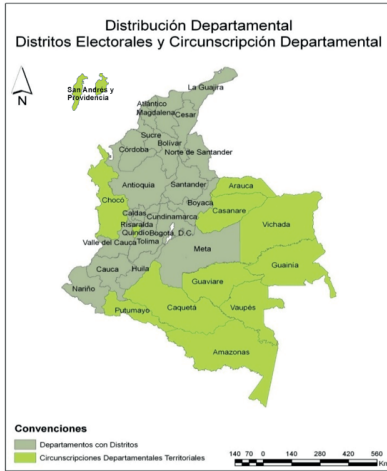 Distribución Departamental
Distritos Electorales y Circunscripción Departamental
N
San Andrés y
Providencia
La Guajira
Atlántico
Magdalena
Cesar
Sucre
Bolívar
Córdoba
Norte de Santander
Antioquia
Santander
Arauca
Chocó
Boyaca
Casanare
Caldas
Cundinamarca
Vichada
Risaralda
Quindío
Bogotá, D.C.
Valle del Cauca
Tolima
Meta
Guainía
Cauca
Huila
Guaviare
Nariño
Putumayo
Caquetá
Vaupés
Amazonas
Convenciones
Departamentos con Distritos
Circunscripciones Departamentales Territoriales
140 70 0 140 280 420 560
Km